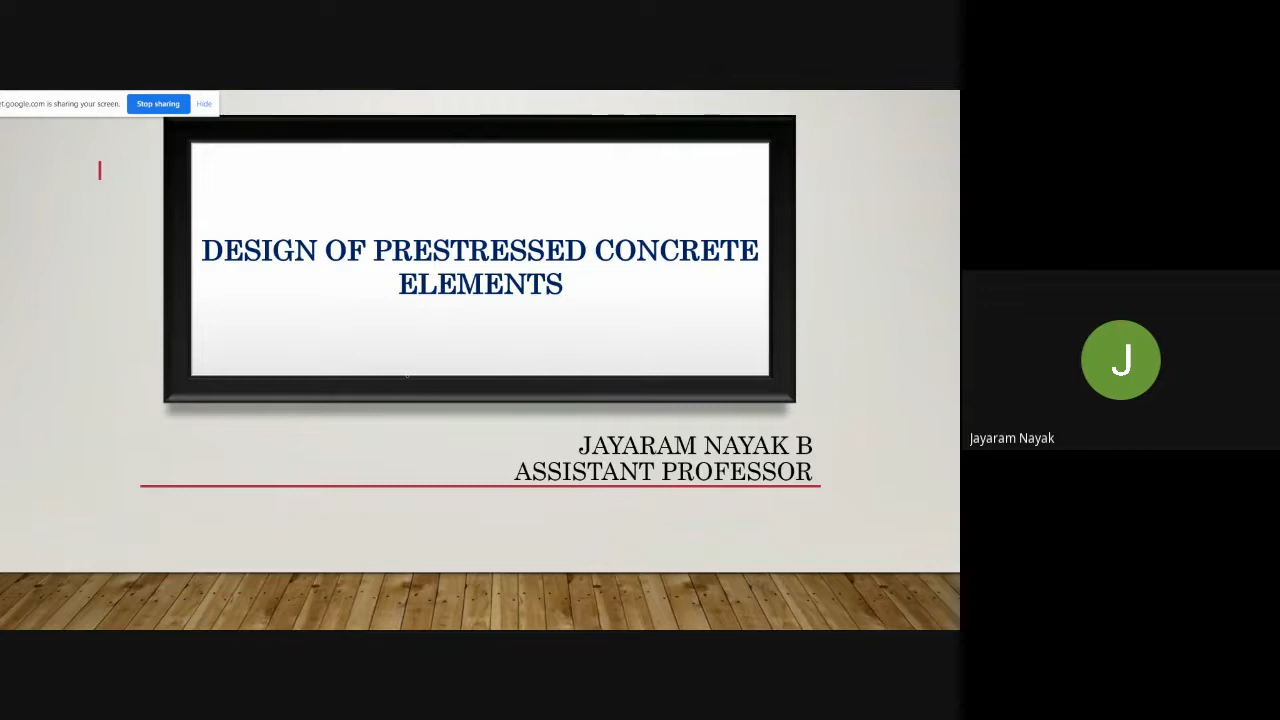 t.google.com is sharing your screen. Stop sharing Hide
DESIGN OF PRESTRESSED CONCRETE
ELEMENTS
JAYARAM NAYAK B
ASSISTANT PROFESSOR
J
Jayaram Nayak